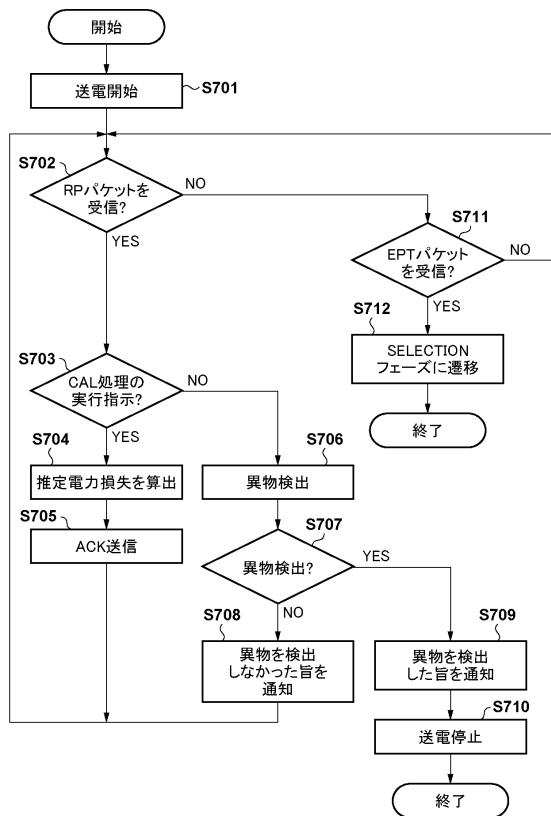 開始
送電開始
S701
S702
RPパケットを
受信?
NO
YES
S711
EPTパケット
を受信?
NO
YES
S712
SELECTION
フェーズに遷移
終了
S703
CAL処理の
実行指示?
NO
YES
S704
推定電力損失を算出
S705
ACK送信
S706
異物検出
S707
異物検出?
YES
NO
S708
異物を検出
しなかった旨を
通知
S709
異物を検出
した旨を通知
S710
送電停止
終了